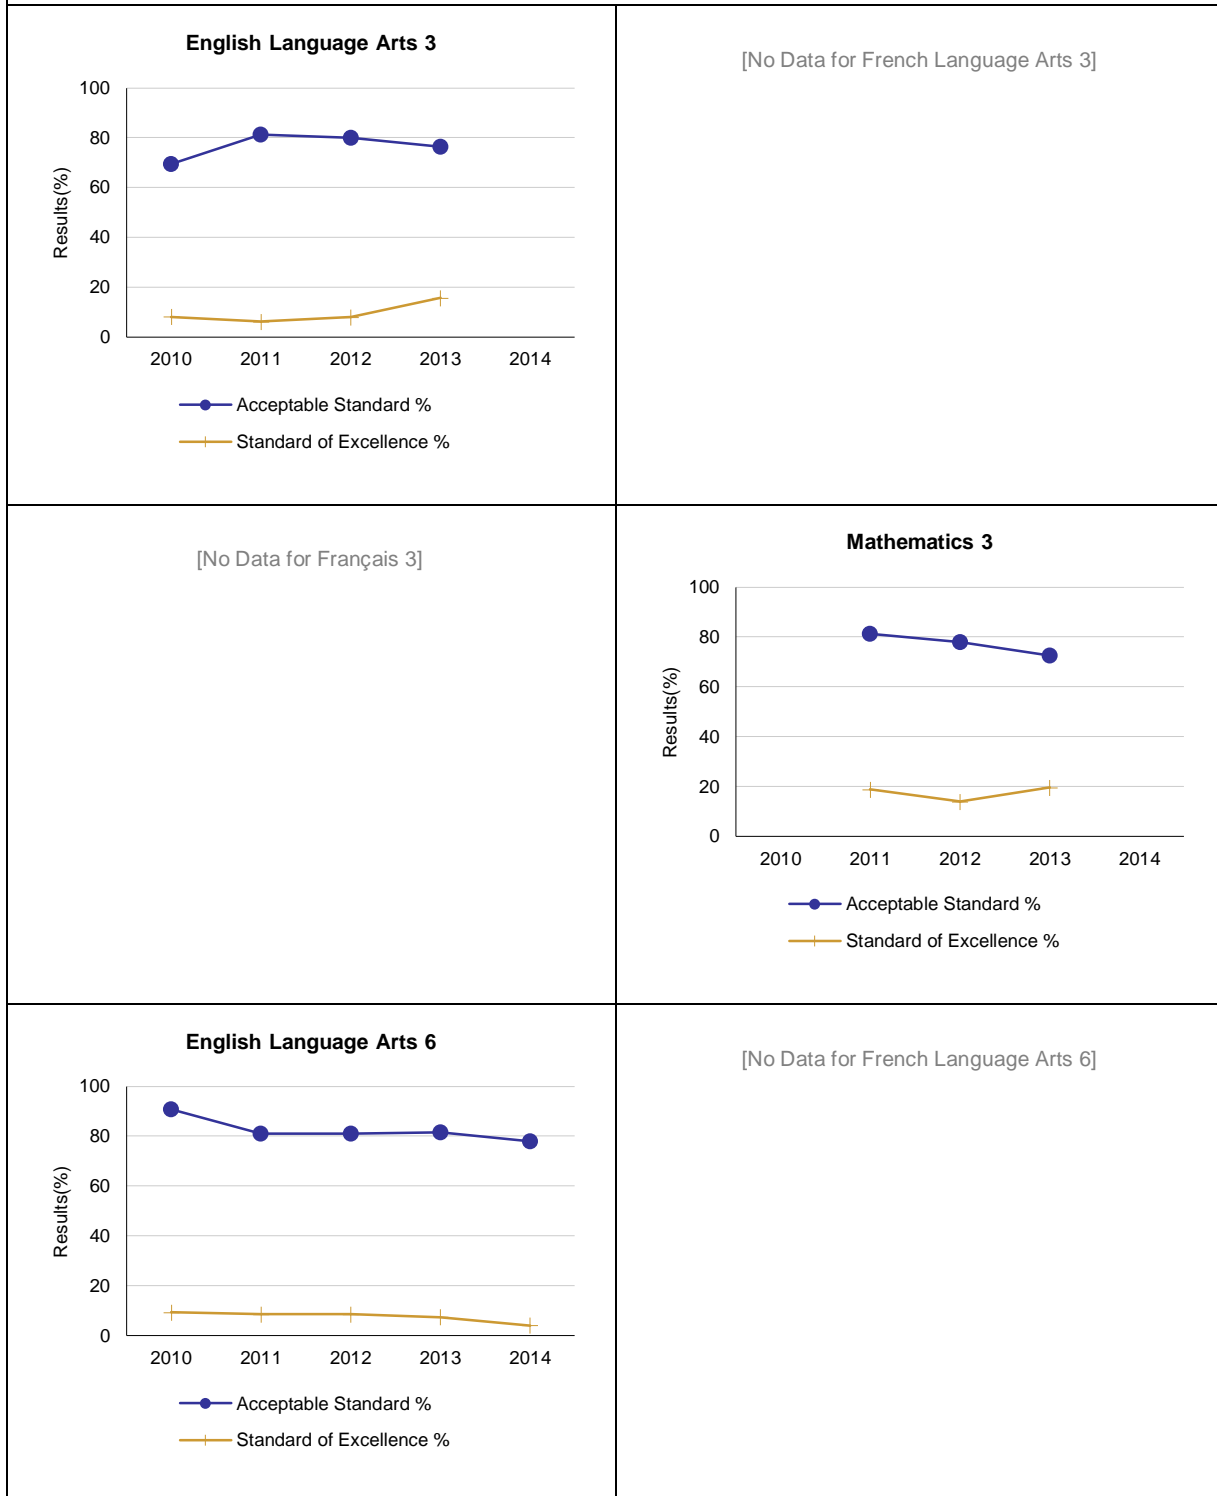 English Language Arts 3
100
80
60
40
20
0
Results(%)
2010 2011 2012 2013 2014
Acceptable Standard %
Standard of Excellence %
[No Data for French Language Arts 3]
[No Data for Français 3]
Mathematics 3
100
80
60
40
20
0
Results(%)
2010 2011 2012 2013 2014
Acceptable Standard %
Standard of Excellence %
English Language Arts 6
100
80
60
40
20
0
Results(%)
2010 2011 2012 2013 2014
Acceptable Standard %
Standard of Excellence %
[No Data for French Language Arts 6]